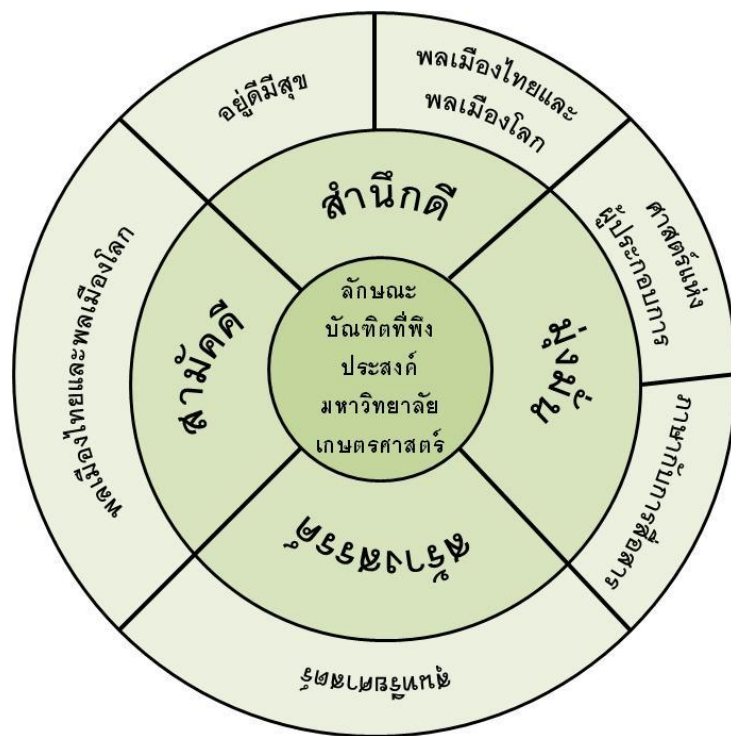 อยู่ดีมีสุข
พลเมืองไทยและ
พลเมืองโลก
ศาสตร์แห่ง
ผู้ประกอบการ
ภาษากับการสื่อสาร
สุนทรียศาสตร์
พลเมืองไทยและพลเมืองโลก
สำนึกดี
มุ่งมั่น
สร้างสรรค์
สามัคคี
ลักษณะ
บัณฑิตที่พึง
ประสงค์
มหาวิทยาลัย
เกษตรศาสตร์